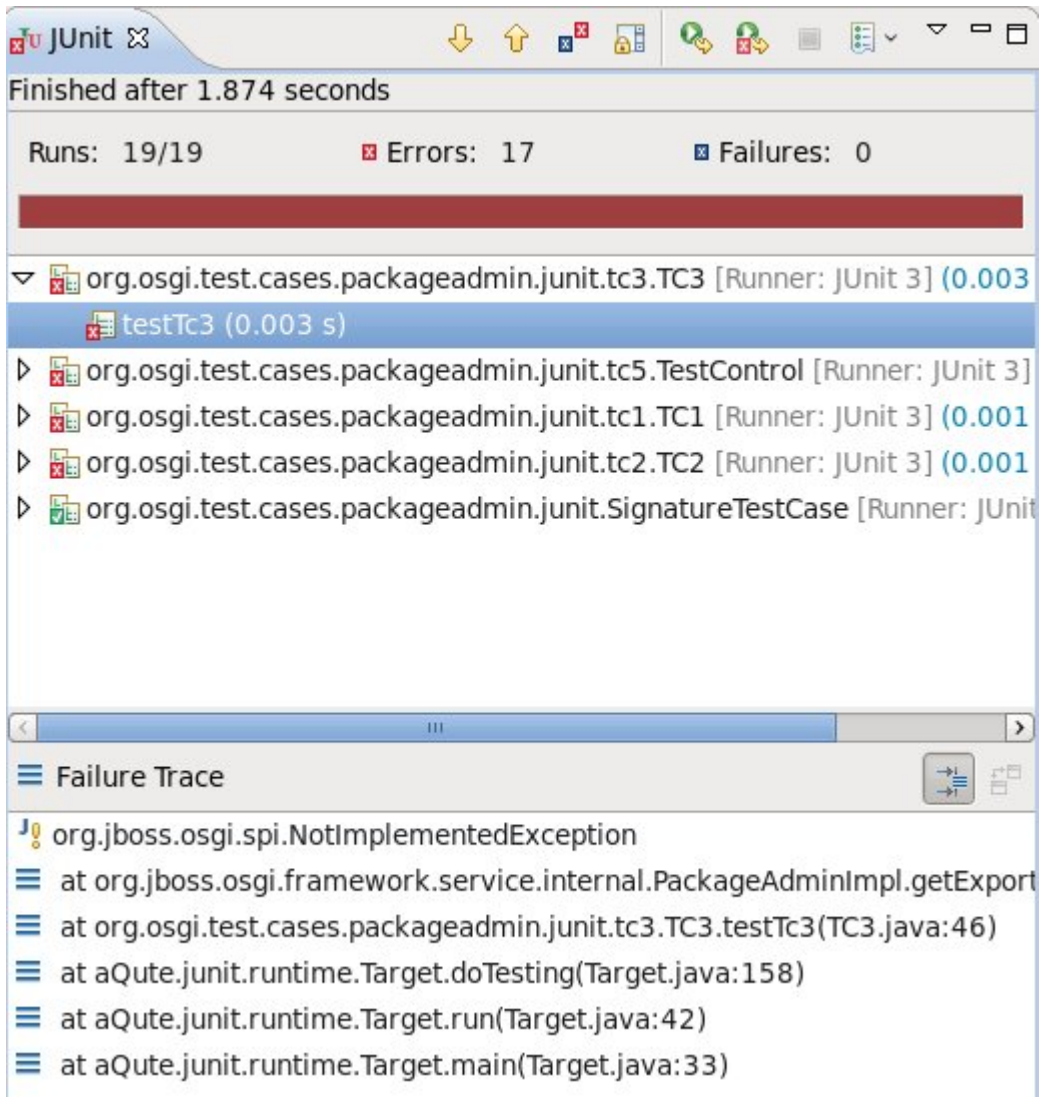 JUnit
Finished after 1.874 seconds
Runs: 19/19 Errors: 17 Failures: 0
org.osgi.test.cases.packageadmin.junit.tc3.TC3 [Runner: JUnit 3] (0.003
testTc3 (0.003 s)
org.osgi.test.cases.packageadmin.junit.tc5.TestControl [Runner: JUnit 3]
org.osgi.test.cases.packageadmin.junit.tc1.TC1 [Runner: JUnit 3] (0.001
org.osgi.test.cases.packageadmin.junit.tc2.TC2 [Runner: JUnit 3] (0.001
org.osgi.test.cases.packageadmin.junit.SignatureTestCase [Runner: JUnit
Failure Trace
org.jboss.osgi.spi.NotImplementedException
at org.jboss.osgi.framework.service.internal.PackageAdminImpl.getExport
at org.osgi.test.cases.packageadmin.junit.tc3.TC3.testTc3(TC3.java:46)
at aQute.junit.runtime.Target.doTesting(Target.java:158)
at aQute.junit.runtime.Target.run(Target.java:42)
at aQute.junit.runtime.Target.main(Target.java:33)